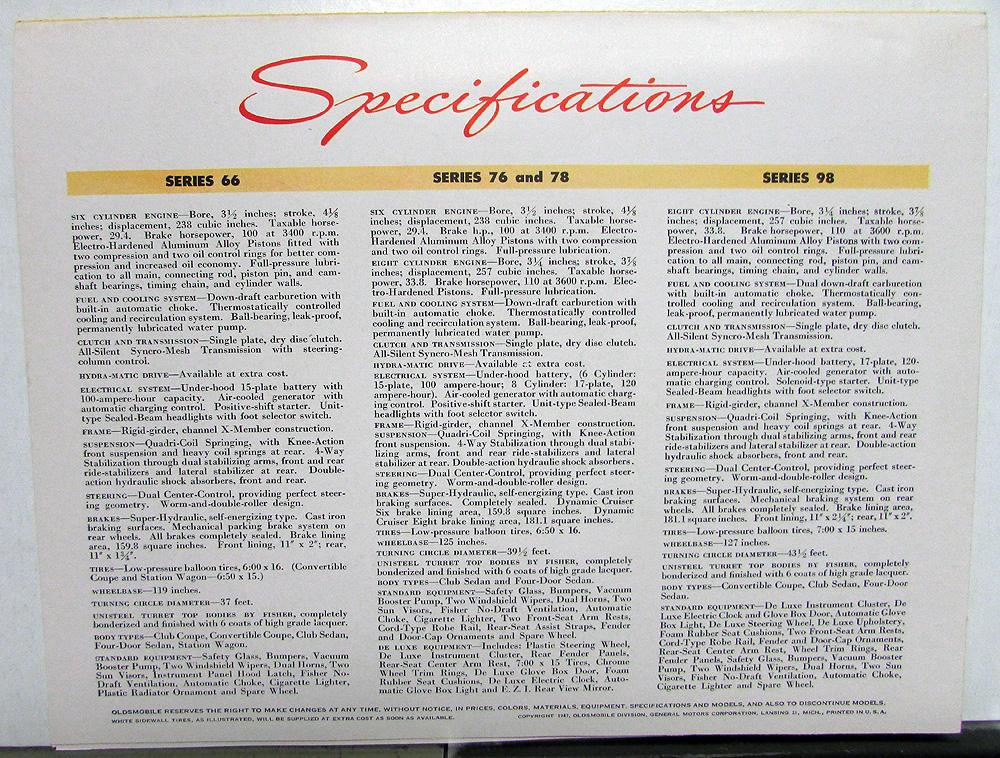 Specifications
SERIES 66
SIX CYLINDER ENGINE—Bore, 3½ inches; stroke, 4⅛
inches; displacement, 238 cubic inches. Taxable horse-
power, 29.4. Brake horsepower, 100 at 3400 r.p.m.
Electro-Hardened Aluminum Alloy Pistons fitted with
two compression and two oil control rings for better com-
pression and increased oil economy. Full-pressure lubri-
cation to all main, connecting rod, piston pin, and cam-
shaft bearings, timing chain, and cylinder walls.
FUEL AND COOLING SYSTEM—Down-draft carburetion with
built-in automatic choke. Thermostatically controlled
cooling and recirculation system. Ball-bearing, leak-proof,
permanently lubricated water pump.
CLUTCH AND TRANSMISSION—Single plate, dry disc clutch.
All-Silent Syncro-Mesh Transmission with steering-
column control.
HYDRA-MATIC DRIVE—Available at extra cost.
ELECTRICAL SYSTEM—Under-hood 15-plate battery with
100-ampere-hour capacity. Air-cooled generator with
automatic charging control. Positive-shift starter. Unit-
type Sealed-Beam headlights with foot selector switch.
FRAME—Rigid-girder, channel X-Member construction.
SUSPENSION—Quadri-Coil Springing, with Knee-Action
front suspension and heavy coil springs at rear. 4-Way
Stabilization through dual stabilizing arms, front and rear
ride-stabilizers and lateral stabilizer at rear. Double-
action hydraulic shock absorbers, front and rear.
STEERING—Dual Center-Control, providing perfect steer-
ing geometry. Worm-and-double-roller design.
BRAKES—Super-Hydraulic, self-energizing type. Cast iron
braking surfaces. Mechanical parking brake system on
rear wheels. All brakes completely sealed. Brake lining
area, 159.8 square inches. Front lining, 11" x 2"; rear,
11" x 1¾".
TIRES—Low-pressure balloon tires, 6:00 x 16. (Convertible
Coupe and Station Wagon—6:50 x 15.)
WHEELBASE—119 inches.
TURNING CIRCLE DIAMETER—37 feet.
UNISTEEL TURRET TOP BODIES BY FISHER, completely
bonderized and finished with 6 coats of high grade lacquer.
BODY TYPES—Club Coupe, Convertible Coupe, Club Sedan,
Four-Door Sedan, Station Wagon.
STANDARD EQUIPMENT—Safety Glass, Bumpers, Vacuum
Booster Pump, Two Windshield Wipers, Dual Horns, Two
Sun Visors, Instrument Panel Hood Latch, Fisher No-
Draft Ventilation, Automatic Choke, Cigarette Lighter,
Plastic Radiator Ornament and Spare Wheel.
SERIES 76 and 78
SIX CYLINDER ENGINE—Bore, 3½ inches; stroke, 4⅛
inches; displacement, 238 cubic inches. Taxable horse-
power, 29.4. Brake h.p., 100 at 3400 r.p.m. Electro-
Hardened Aluminum Alloy Pistons with two compression
and two oil control rings. Full-pressure lubrication.
EIGHT CYLINDER ENGINE—Bore, 3¼ inches; stroke, 3⅞
inches; displacement, 257 cubic inches. Taxable horse-
power, 33.8. Brake horsepower, 110 at 3600 r.p.m. Elec-
tro-Hardened Pistons. Full-pressure lubrication.
FUEL AND COOLING SYSTEM—Down-draft carburetion with
built-in automatic choke. Thermostatically controlled
cooling and recirculation system. Ball-bearing, leak-proof,
permanently lubricated water pump.
CLUTCH AND TRANSMISSION—Single plate, dry disc clutch.
All-Silent Syncro-Mesh Transmission.
HYDRA-MATIC DRIVE—Available at extra cost.
ELECTRICAL SYSTEM—Under-hood battery, (6 Cylinder:
15-plate, 100 ampere-hour; 8 Cylinder: 17-plate, 120
ampere-hour). Air-cooled generator with automatic charg-
ing control. Positive-shift starter. Unit-type Sealed-Beam
headlights with foot selector switch.
FRAME—Rigid-girder, channel X-Member construction.
SUSPENSION—Quadri-Coil Springing, with Knee-Action
front suspension. 4-Way Stabilization through dual stabi-
lizing arms, front and rear ride-stabilizers and lateral
stabilizer at rear. Double-action hydraulic shock absorbers.
STEERING—Dual Center-Control, providing perfect steer-
ing geometry. Worm-and-double-roller design.
BRAKES—Super-Hydraulic, self-energizing type. Cast iron
braking surfaces. Completely sealed. Dynamic Cruiser
Six brake lining area, 159.8 square inches. Dynamic
Cruiser Eight brake lining area, 181.1 square inches.
TIRES—Low-pressure balloon tires, 6:50 x 16.
WHEELBASE—125 inches.
TURNING CIRCLE DIAMETER—39½ feet.
UNISTEEL TURRET TOP BODIES BY FISHER, completely
bonderized and finished with 6 coats of high grade lacquer.
BODY TYPES—Club Sedan and Four-Door Sedan.
STANDARD EQUIPMENT—Safety Glass, Bumpers, Vacuum
Booster Pump, Two Windshield Wipers, Dual Horns, Two
Sun Visors, Fisher No-Draft Ventilation, Automatic
Choke, Cigarette Lighter, Two Front-Seat Arm Rests,
Cord-Type Robe Rail, Rear-Seat Assist Straps, Fender
and Door-Cap Ornaments and Spare Wheel.
DE LUXE EQUIPMENT—Includes: Plastic Steering Wheel,
De Luxe Instrument Cluster, Rear Fender Panels,
Rear-Seat Center Arm Rest, 7:00 x 15 Tires, Chrome
Wheel Trim Rings, De Luxe Glove Box Door, Foam
Rubber Seat Cushions, De Luxe Electric Clock, Auto-
matic Glove Box Light and E. Z. I. Rear View Mirror.
SERIES 98
EIGHT CYLINDER ENGINE—Bore, 3¼ inches; stroke, 3⅞
inches; displacement, 257 cubic inches. Taxable horse-
power, 33.8. Brake horsepower, 110 at 3600 r.p.m.
Electro-Hardened Aluminum Alloy Pistons with two com-
pression and two oil control rings. Full-pressure lubri-
cation to all main, connecting rod, piston pin, and cam-
shaft bearings, timing chain, and cylinder walls.
FUEL AND COOLING SYSTEM—Dual down-draft carburetion
with built-in automatic choke. Thermostatically con-
trolled cooling and recirculation system. Ball-bearing,
leak-proof, permanently lubricated water pump.
CLUTCH AND TRANSMISSION—Single plate, dry disc clutch.
All-Silent Syncro-Mesh Transmission.
HYDRA-MATIC DRIVE—Available at extra cost.
ELECTRICAL SYSTEM—Under-hood battery, 17-plate, 120-
ampere-hour capacity. Air-cooled generator with auto-
matic charging control. Solenoid-type starter. Unit-type
Sealed-Beam headlights with foot selector switch.
FRAME—Rigid-girder, channel X-Member construction.
SUSPENSION—Quadri-Coil Springing, with Knee-Action
front suspension and heavy coil springs at rear. 4-Way
Stabilization through dual stabilizing arms, front and rear
ride-stabilizers and lateral stabilizer at rear. Double-action
hydraulic shock absorbers, front and rear.
STEERING—Dual Center-Control, providing perfect steer-
ing geometry. Worm-and-double-roller design.
BRAKES—Super-Hydraulic, self-energizing type. Cast iron
braking surfaces. Mechanical braking system on rear
wheels. All brakes completely sealed. Brake lining area,
181.1 square inches. Front lining, 11" x 2¼"; rear, 11" x 2".
TIRES—Low-pressure balloon tires, 7:00 x 15 inches.
WHEELBASE—127 inches.
TURNING CIRCLE DIAMETER—43½ feet.
UNISTEEL TURRET TOP BODIES BY FISHER, completely
bonderized and finished with 6 coats of high grade lacquer.
BODY TYPES—Convertible Coupe, Club Sedan, Four-Door
Sedan.
STANDARD EQUIPMENT—De Luxe Instrument Cluster, De
Luxe Electric Clock and Glove Box Door, Automatic Glove
Box Light, De Luxe Steering Wheel, De Luxe Upholstery,
Foam Rubber Seat Cushions, Two Front-Seat Arm Rests,
Cord-Type Robe Rail, Fender and Door-Cap Ornaments,
Rear-Seat Center Arm Rest, Wheel Trim Rings, Rear
Fender Panels, Safety Glass, Bumpers, Vacuum Booster
Pump, Two Windshield Wipers, Dual Horns, Two Sun
Visors, Fisher No-Draft Ventilation, Automatic Choke,
Cigarette Lighter and Spare Wheel.
OLDSMOBILE RESERVES THE RIGHT TO MAKE CHANGES AT ANY TIME, WITHOUT NOTICE, IN PRICES, COLORS, MATERIALS, EQUIPMENT, SPECIFICATIONS AND MODELS, AND ALSO TO DISCONTINUE MODELS.
WHITE SIDEWALL TIRES, AS ILLUSTRATED, WILL BE SUPPLIED AT EXTRA COST AS SOON AS AVAILABLE.
COPYRIGHT 1947, OLDSMOBILE DIVISION, GENERAL MOTORS CORPORATION, LANSING 21, MICH., PRINTED IN U. S. A.